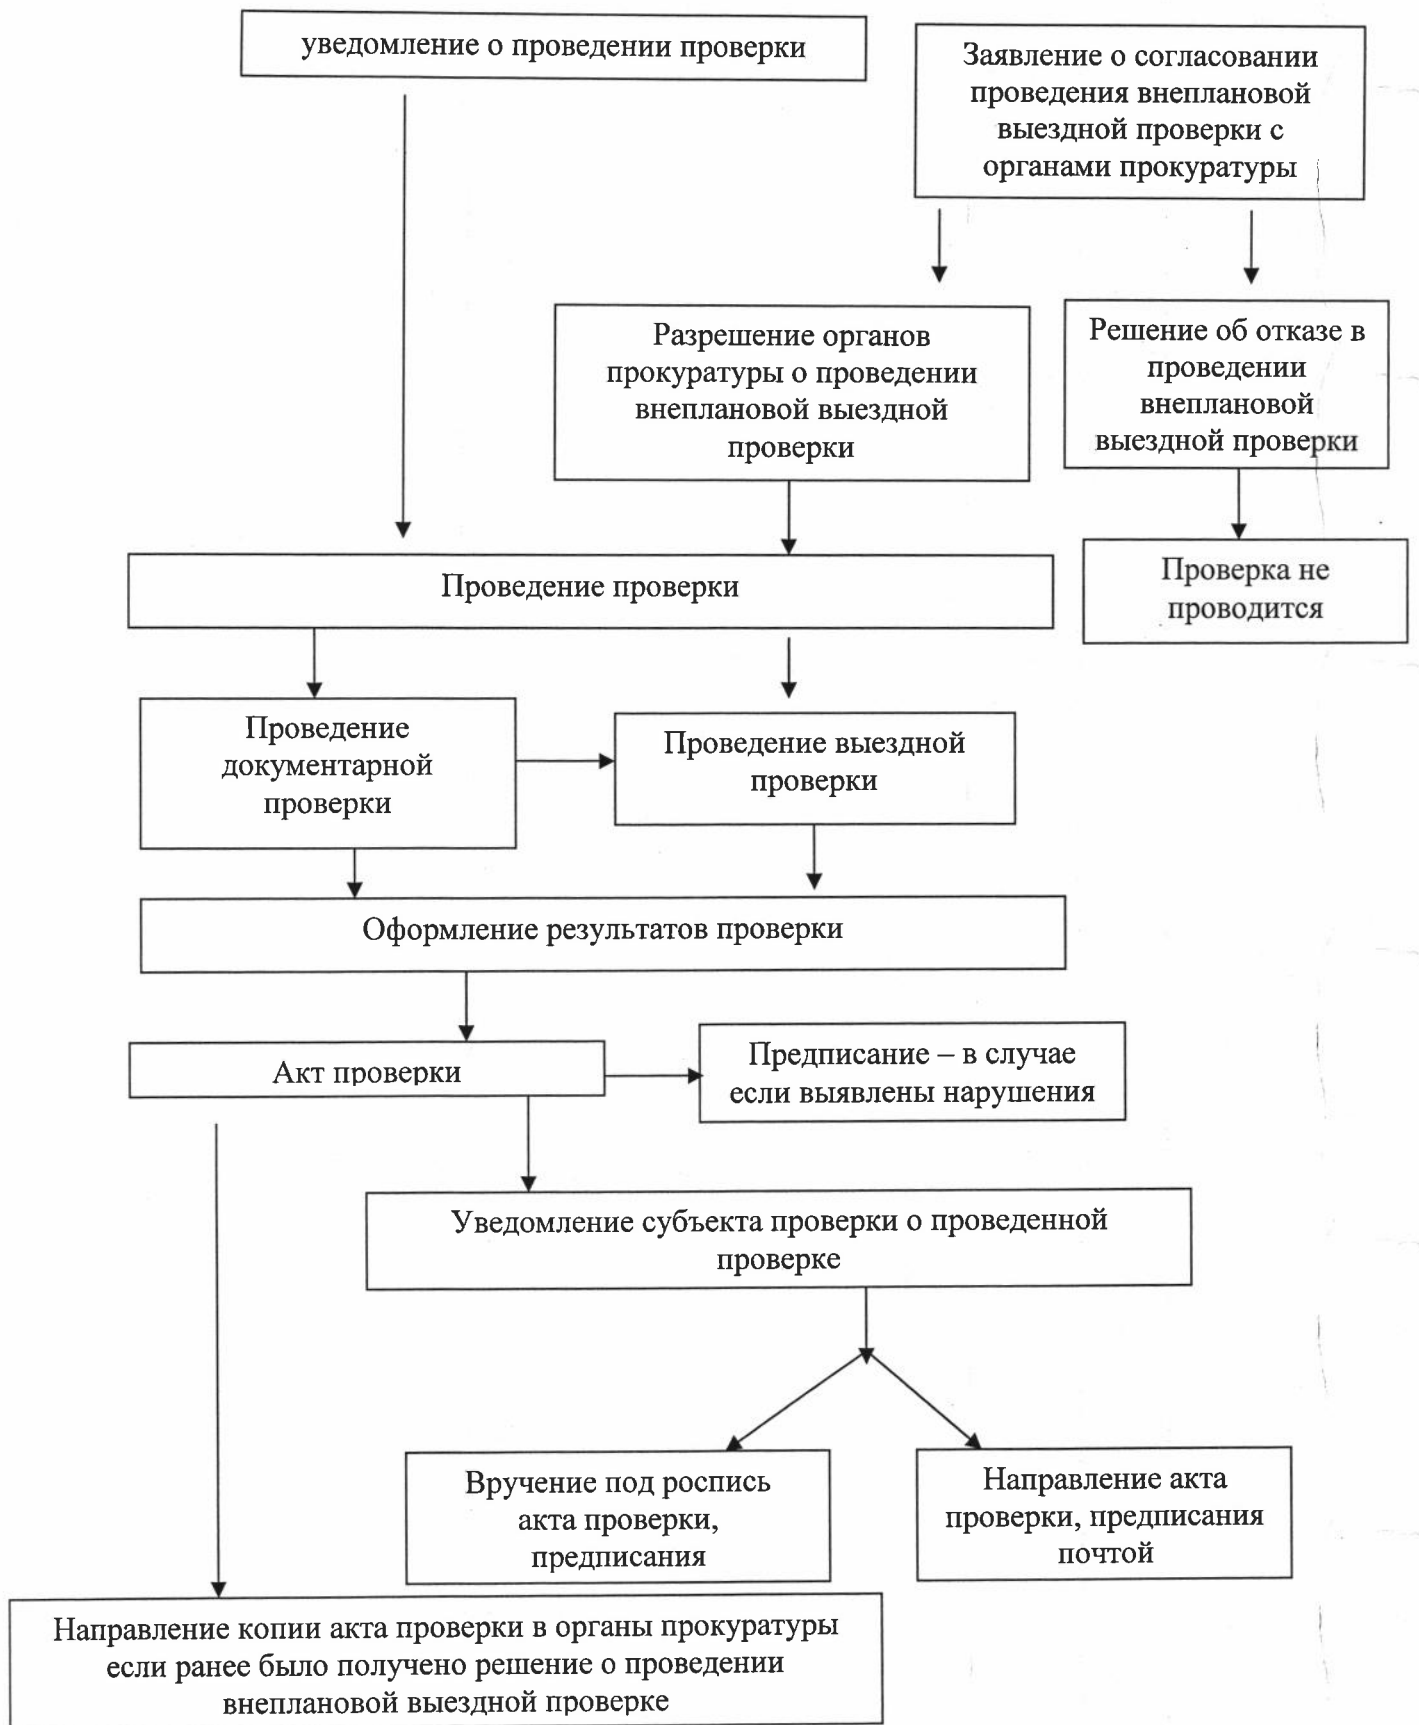 уведомление о проведении проверки
Заявление о согласовании
проведения внеплановой
выездной проверки с
органами прокуратуры
Разрешение органов
прокуратуры о проведении
внеплановой выездной
проверки
Решение об отказе в
проведении
внеплановой
выездной проверки
Проведение проверки
Проверка не
проводится
Проведение
документарной
проверки
Проведение выездной
проверки
Оформление результатов проверки
Акт проверки
Предписание – в случае
если выявлены нарушения
Уведомление субъекта проверки о проведенной
проверке
Вручение под роспись
акта проверки,
предписания
Направление акта
проверки, предписания
почтой
Направление копии акта проверки в органы прокуратуры
если ранее было получено решение о проведении
внеплановой выездной проверке